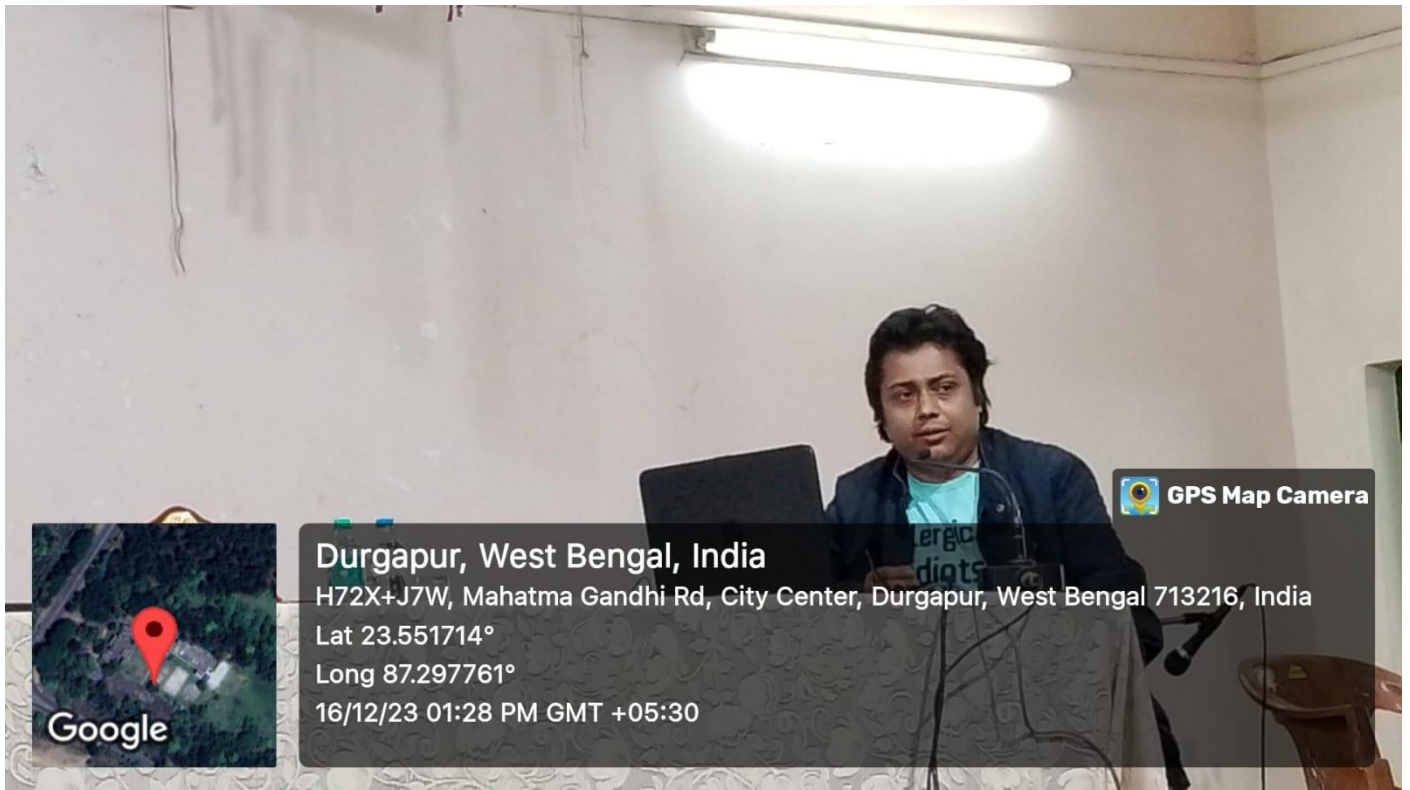 GPS Map Camera
Durgapur, West Bengal, India
H72X+J7W, Mahatma Gandhi Rd, City Center, Durgapur, West Bengal 713216, India
Lat 23.551714°
Long 87.297761°
16/12/23 01:28 PM GMT +05:30
Google